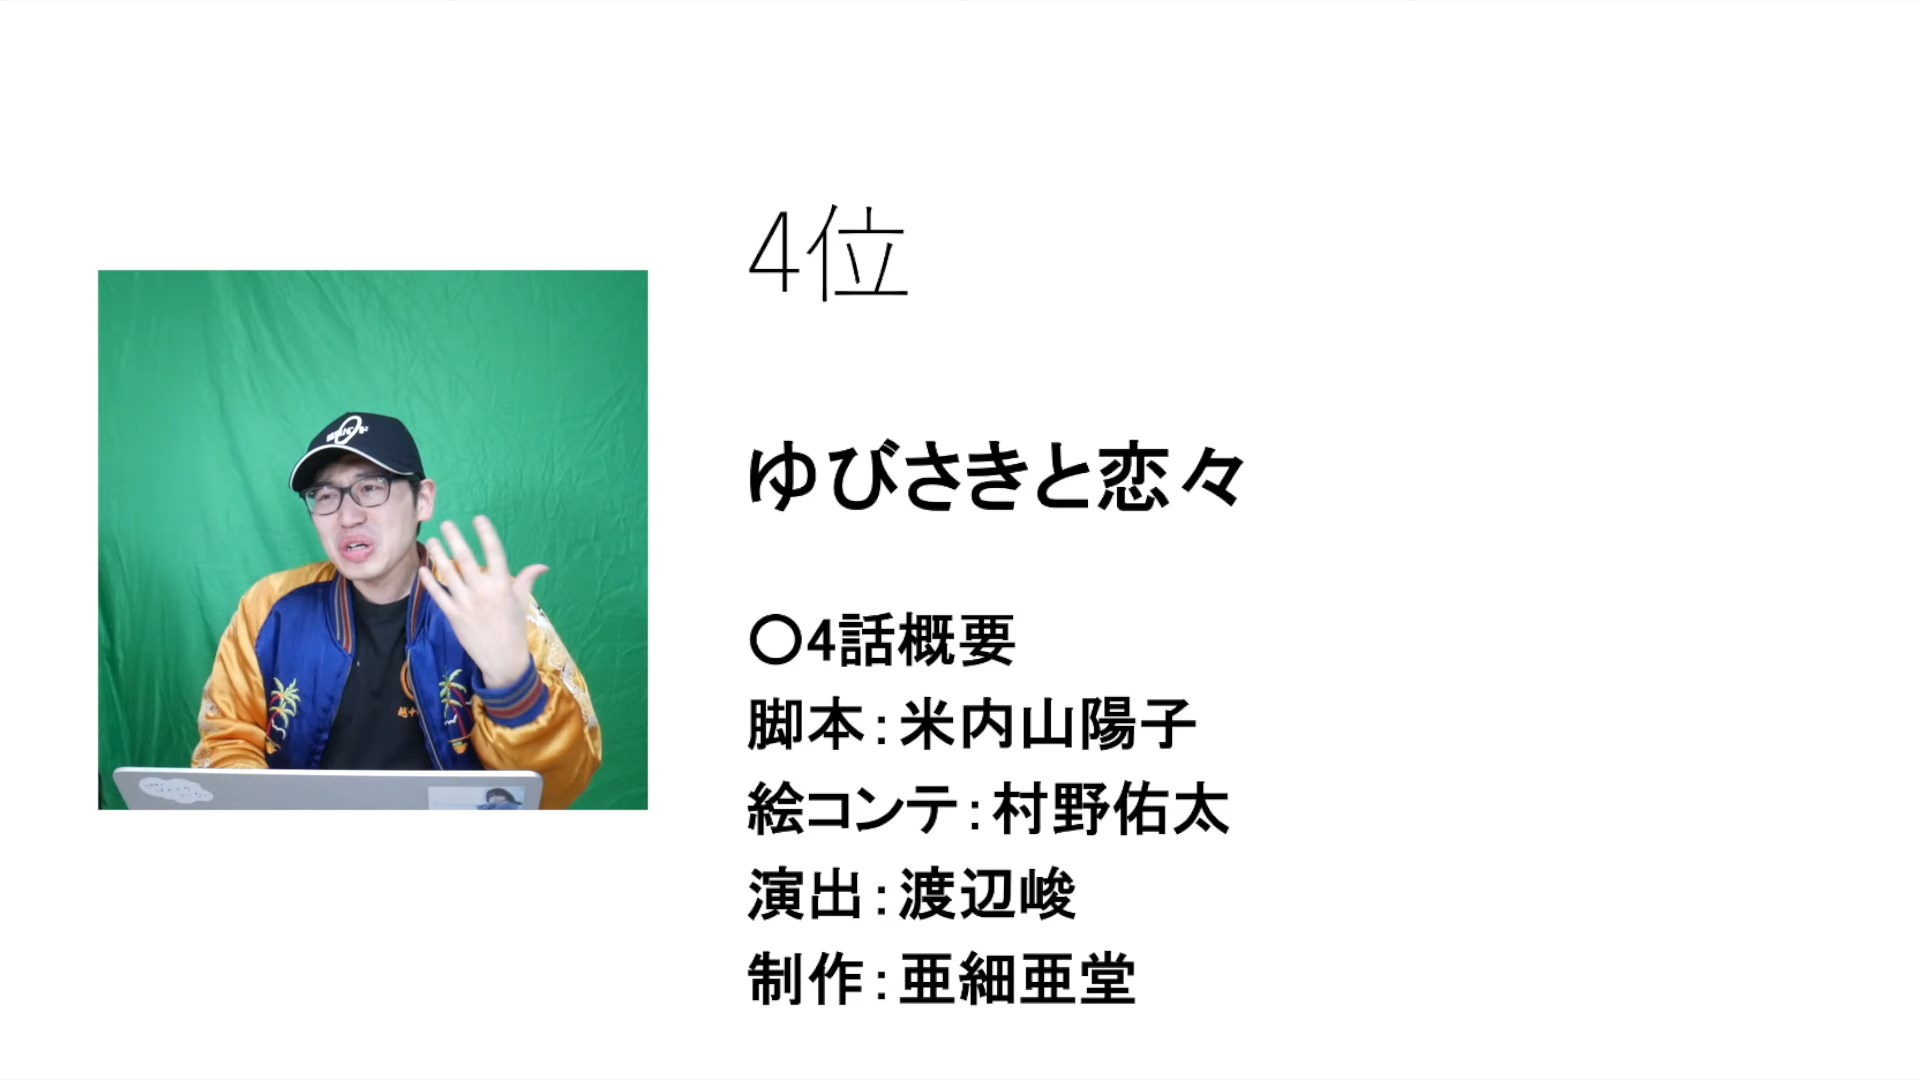 4位
ゆびさきと恋々
〇4話概要
脚本：米内山陽子
絵コンテ：村野佑太
演出：渡辺峻
制作：亜細亜堂